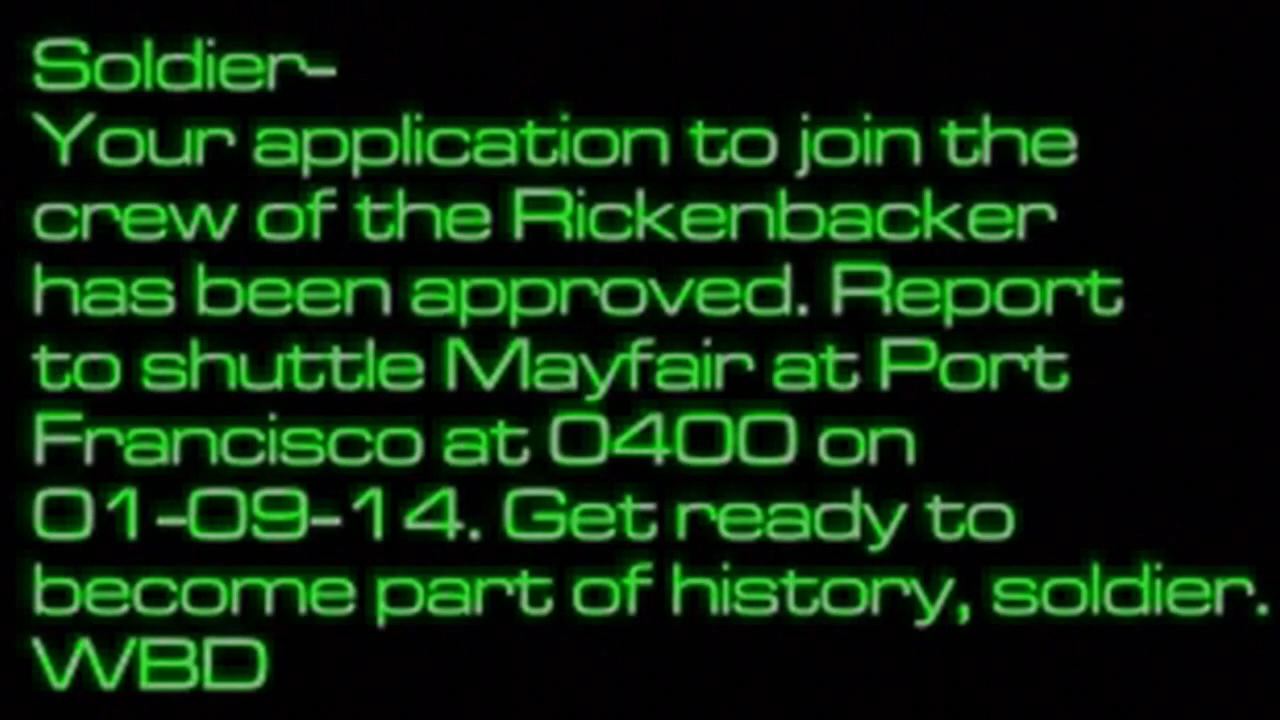 Soldier-
Your application to join the
crew of the Rickenbacker
has been approved. Report
to shuttle Mayfair at Port
Francisco at 0400 on
01-09-14. Get ready to
become part of history, soldier.
WBD